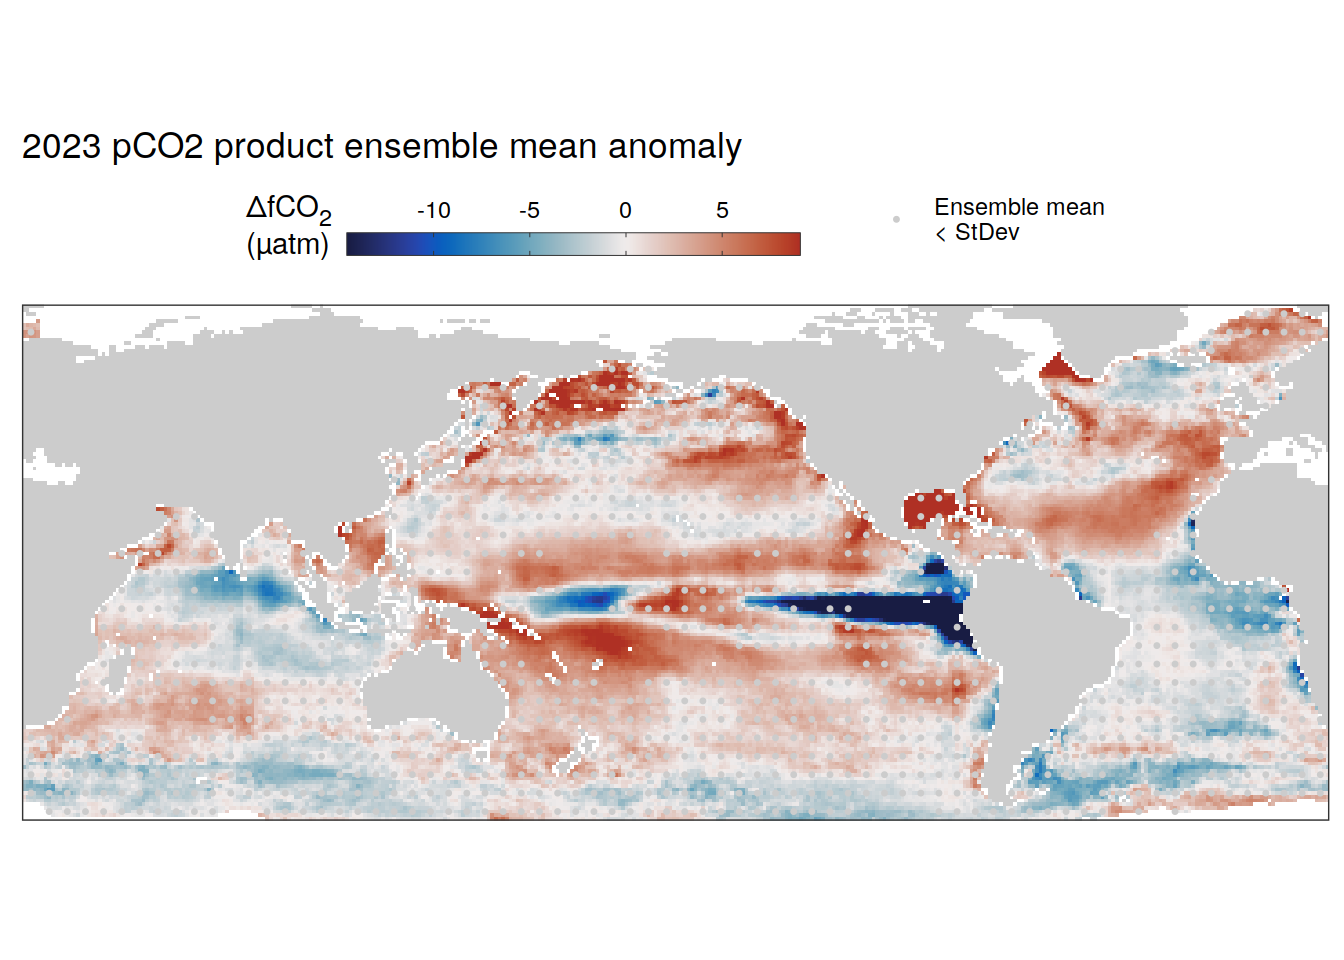 2023 pCO2 product ensemble mean anomaly
ΔfCO₂
(µatm)
-10 -5 0 5
Ensemble mean
< StDev